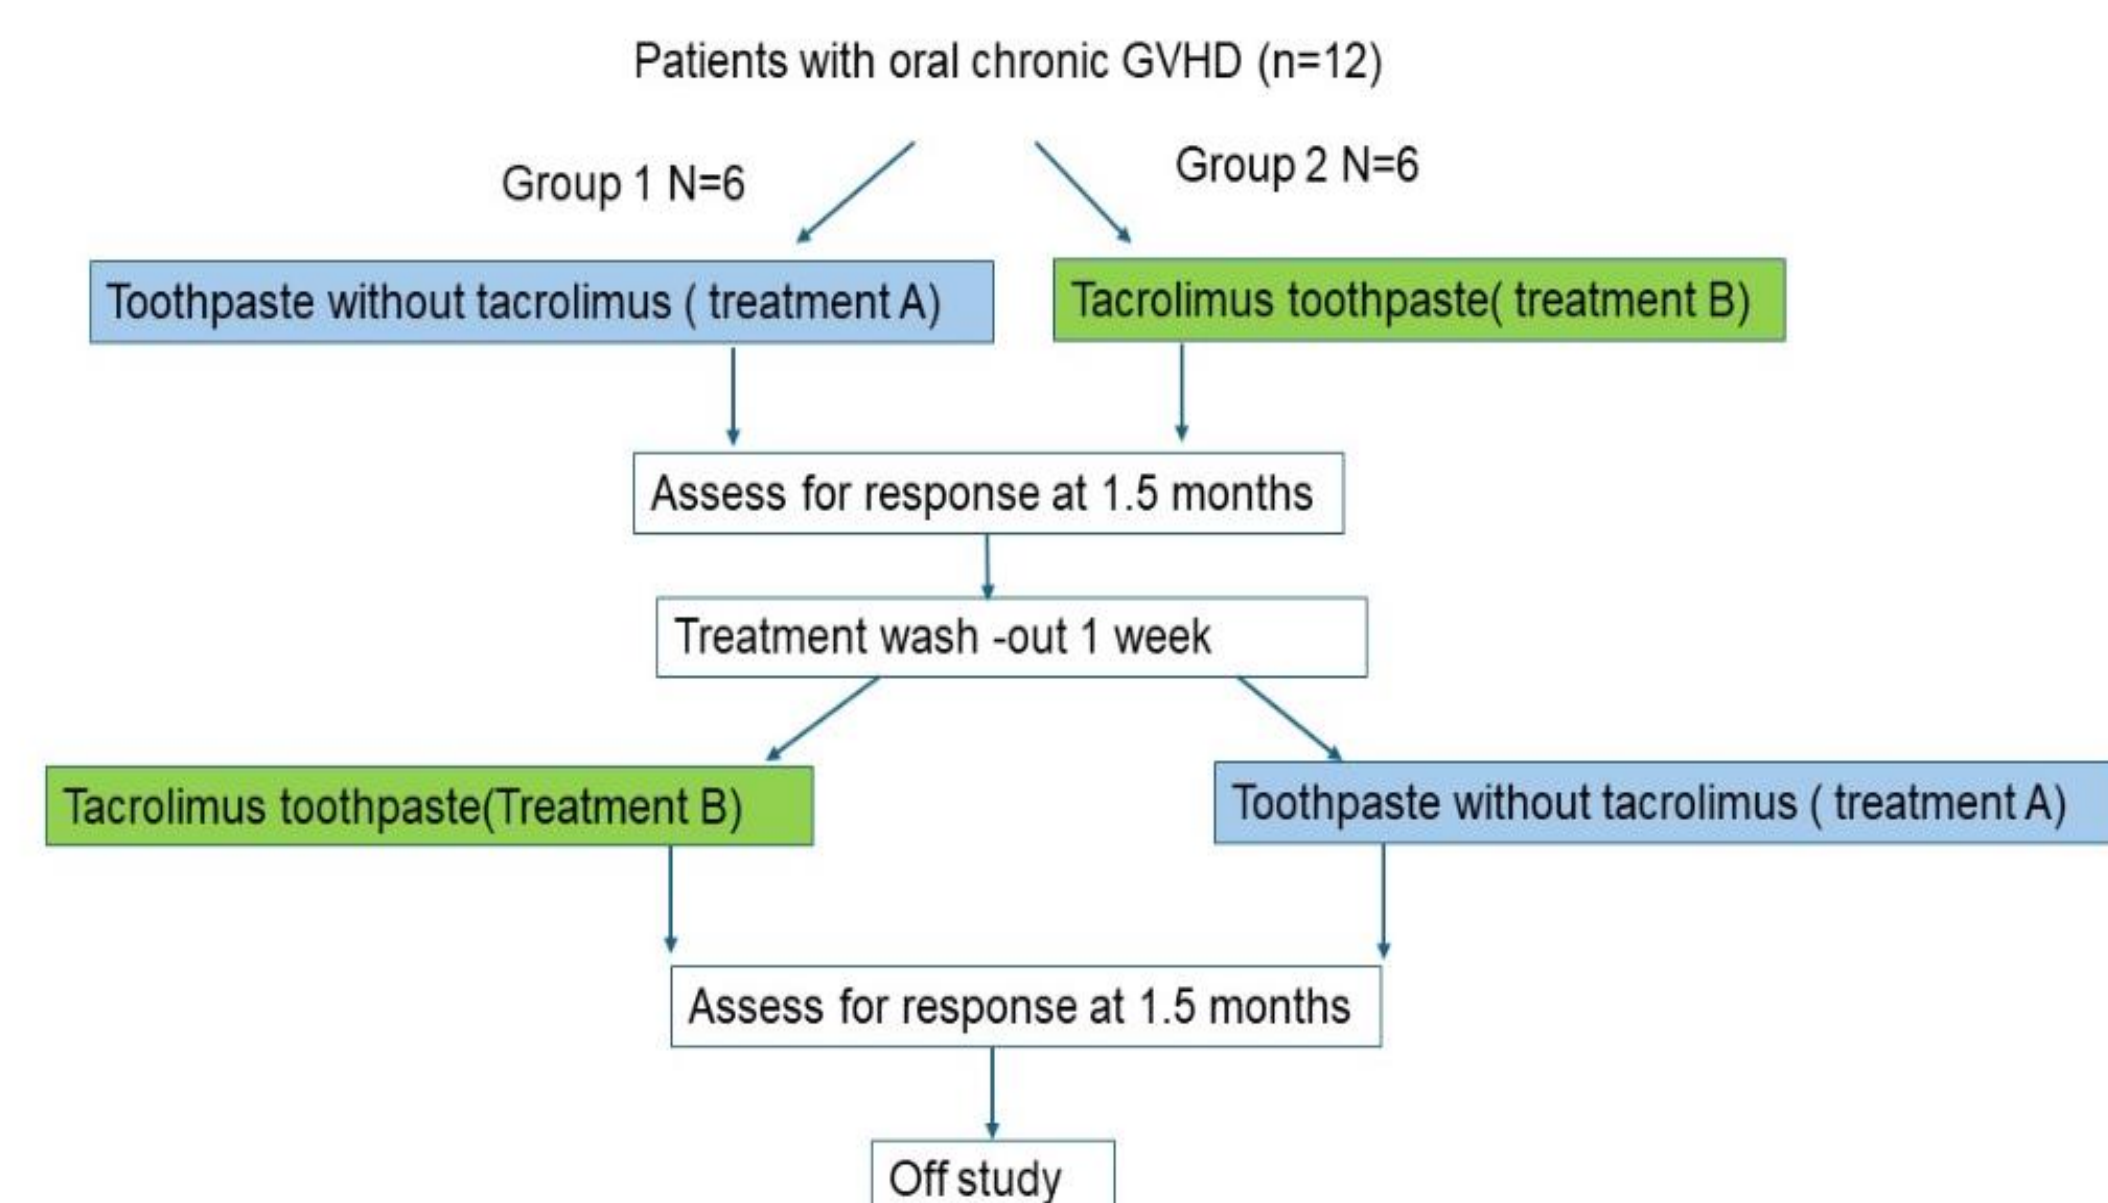 Patients with oral chronic GVHD (n=12)
Group 1 N=6
Group 2 N=6
Toothpaste without tacrolimus ( treatment A)
Tacrolimus toothpaste( treatment B)
Assess for response at 1.5 months
Treatment wash -out 1 week
Tacrolimus toothpaste(Treatment B)
Toothpaste without tacrolimus ( treatment A)
Assess for response at 1.5 months
Off study